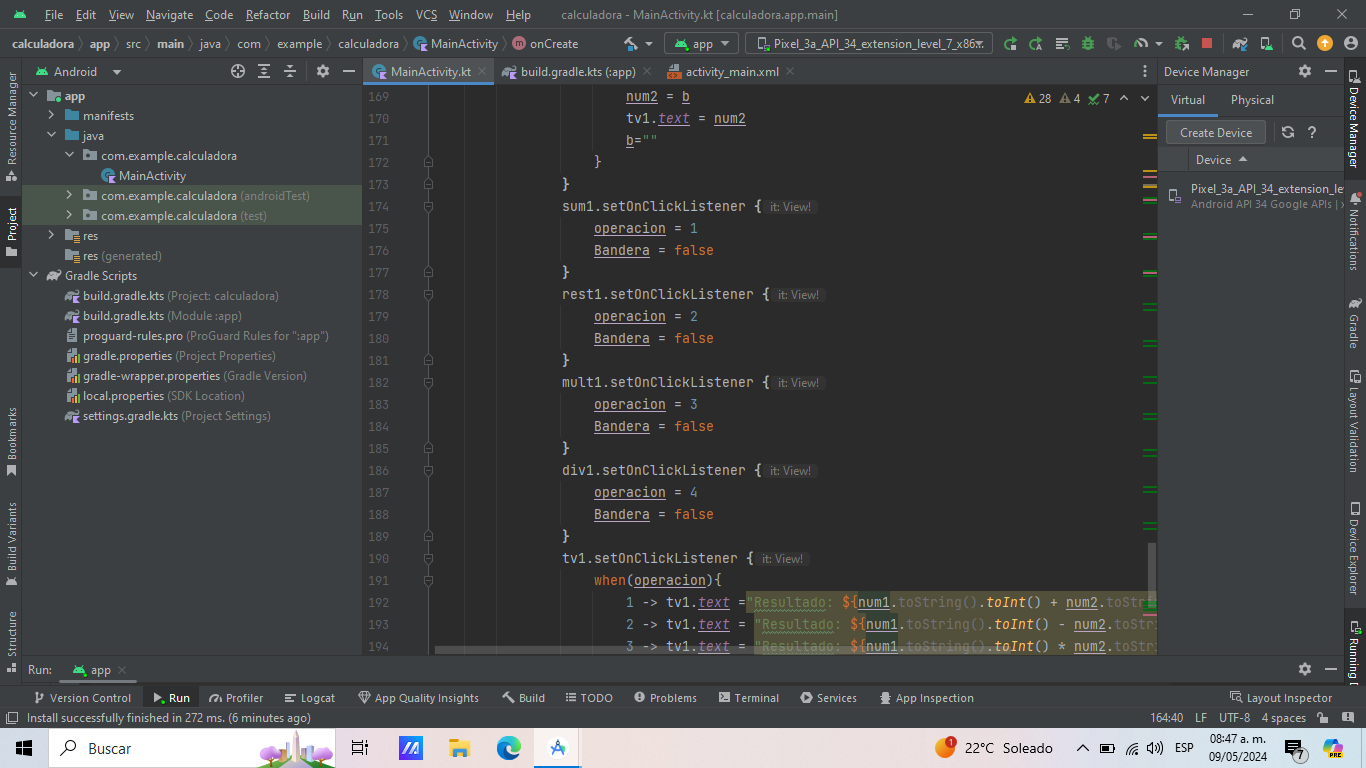 File Edit View Navigate Code Refactor Build Run Tools VCS Window Help calculadora - MainActivity.kt [calculadora.app.main]
calculadora app src main java com example calculadora MainActivity onCreate app Pixel_3a_API_34_extension_level_7_x86
Android MainActivity.kt build.gradle.kts (:app) activity_main.xml Device Manager
Resource Manager
Project
Bookmarks
Build Variants
Structure
app
manifests
java
com.example.calculadora
MainActivity
com.example.calculadora (androidTest)
com.example.calculadora (test)
res
res (generated)
Gradle Scripts
build.gradle.kts (Project: calculadora)
build.gradle.kts (Module :app)
proguard-rules.pro (ProGuard Rules for ":app")
gradle.properties (Project Properties)
gradle-wrapper.properties (Gradle Version)
local.properties (SDK Location)
settings.gradle.kts (Project Settings)
28 4 7
169 num2 = b
170 tv1.text = num2
171 b=""
172 }
173 }
174 sum1.setOnClickListener { it: View!
175 operacion = 1
176 Bandera = false
177 }
178 rest1.setOnClickListener { it: View!
179 operacion = 2
180 Bandera = false
181 }
182 mult1.setOnClickListener { it: View!
183 operacion = 3
184 Bandera = false
185 }
186 div1.setOnClickListener { it: View!
187 operacion = 4
188 Bandera = false
189 }
190 tv1.setOnClickListener { it: View!
191 when(operacion){
192 1 -> tv1.text ="Resultado: ${num1.toString().toInt() + num2.toStri
193 2 -> tv1.text = "Resultado: ${num1.toString().toInt() - num2.toStr
194 3 -> tv1.text = "Resultado: ${num1.toString().toInt() * num2.toStr
Virtual Physical
Create Device ?
Device
Pixel_3a_API_34_extension_le
Android API 34 Google APIs | x
Device Manager
Notifications
Gradle
Layout Validation
Device Explorer
Running D
Run: app
Version Control Run Profiler Logcat App Quality Insights Build TODO Problems Terminal Services App Inspection Layout Inspector
Install successfully finished in 272 ms. (6 minutes ago) 164:40 LF UTF-8 4 spaces
Buscar 1 22°C Soleado ESP 08:47 a. m. 7 PRE
09/05/2024